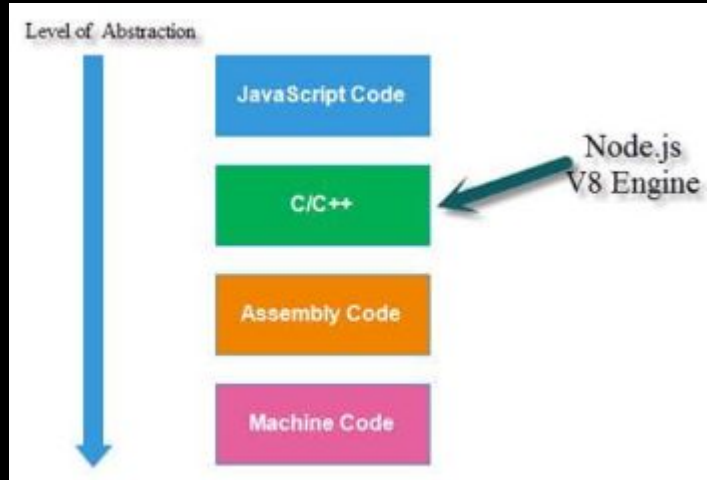 Level of Abstraction
JavaScript Code
C/C++
Node.js
V8 Engine
Assembly Code
Machine Code